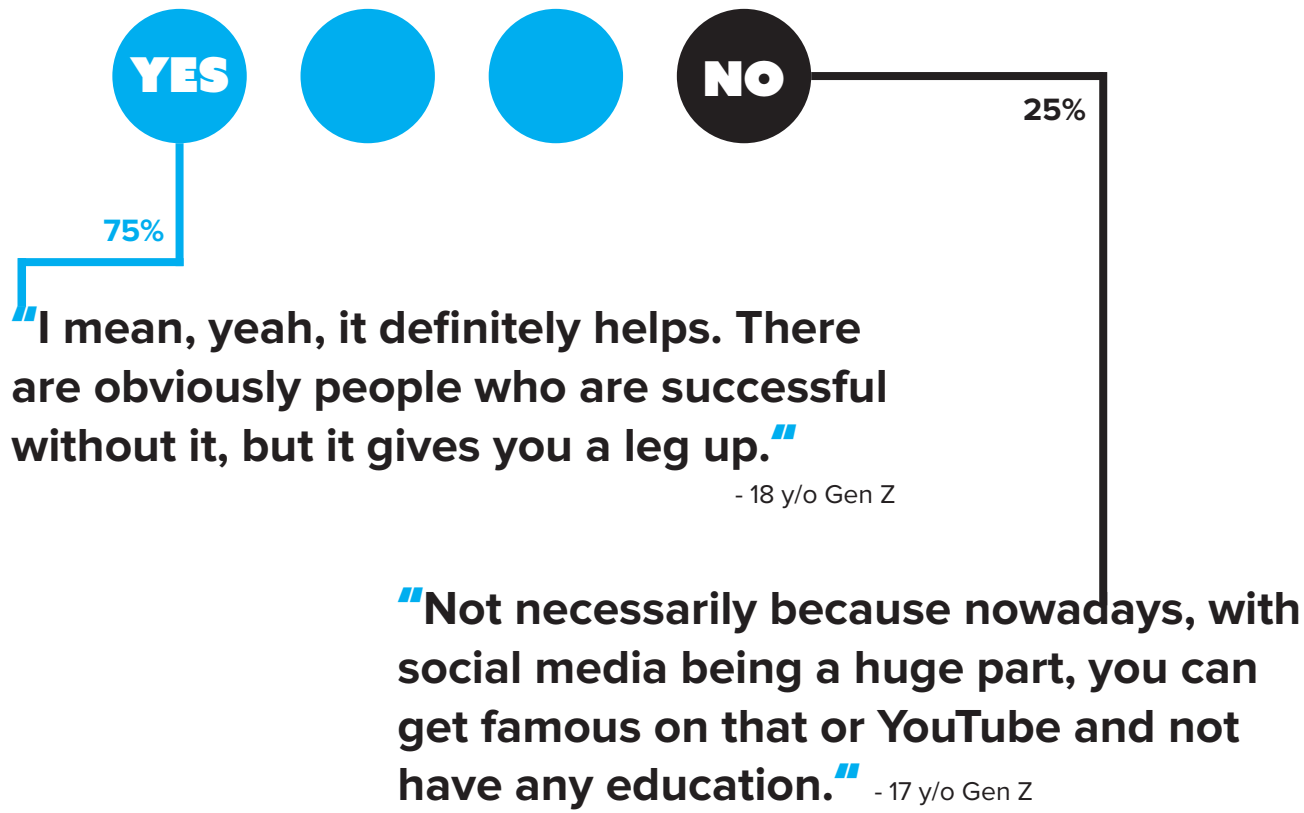 YES
NO
25%
75%
"I mean, yeah, it definitely helps. There
are obviously people who are successful
without it, but it gives you a leg up."
- 18 y/o Gen Z
"Not necessarily because nowadays, with
social media being a huge part, you can
get famous on that or YouTube and not
have any education." - 17 y/o Gen Z